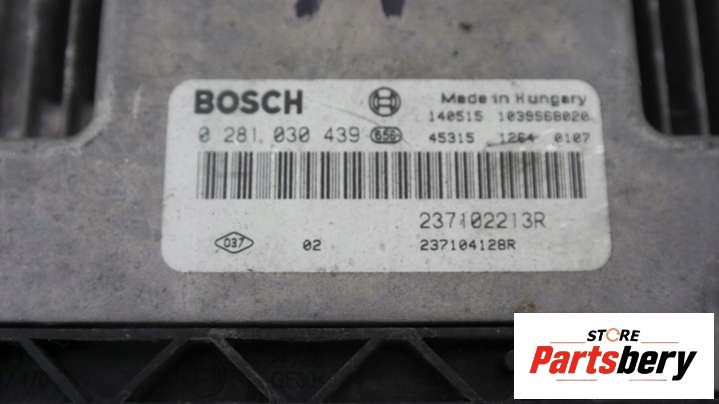 BOSCH
Made in Hungary
140515 1039S68020
0 281 030 439 656
45315 1264 0107
237102213R
037 02 237104128R
STORE
Partsbery